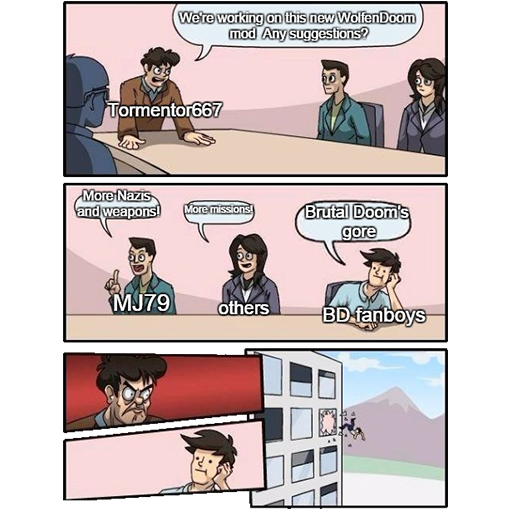 We're working on this new WolfenDoom
mod  Any suggestions?
Tormentor667
More Nazis
and weapons!
More missions!
Brutal Doom's
gore
MJ79
others
BD fanboys